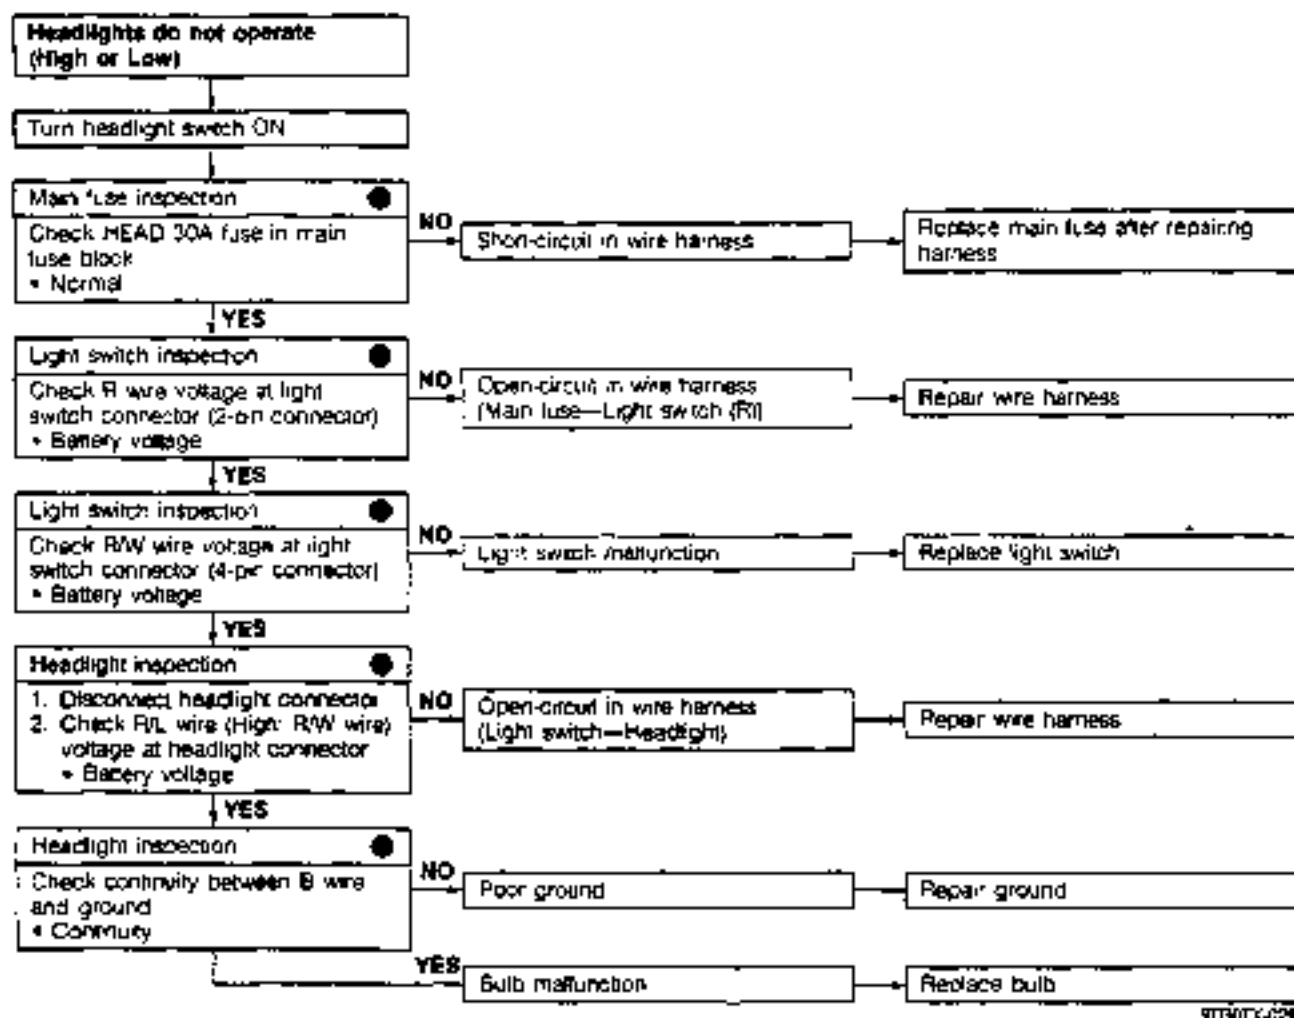 Headlights do not operate
(High or Low)
Turn headlight switch ON
Main fuse inspection
Check HEAD 30A fuse in main
fuse block
• Normal
NO
Short-circuit in wire harness
Replace main fuse after repairing
harness
YES
Light switch inspection
Check R wire voltage at light
switch connector (2-pin connector)
• Battery voltage
NO
Open-circuit in wire harness
(Main fuse—Light switch (R))
Repair wire harness
YES
Light switch inspection
Check R/W wire voltage at light
switch connector (4-pin connector)
• Battery voltage
NO
Light switch malfunction
Replace light switch
YES
Headlight inspection
1. Disconnect headlight connector
2. Check R/L wire (High: R/W wire)
voltage at headlight connector
• Battery voltage
NO
Open-circuit in wire harness
(Light switch—Headlight)
Repair wire harness
YES
Headlight inspection
Check continuity between B wire
and ground
• Continuity
NO
Poor ground
Repair ground
YES
Bulb malfunction
Replace bulb